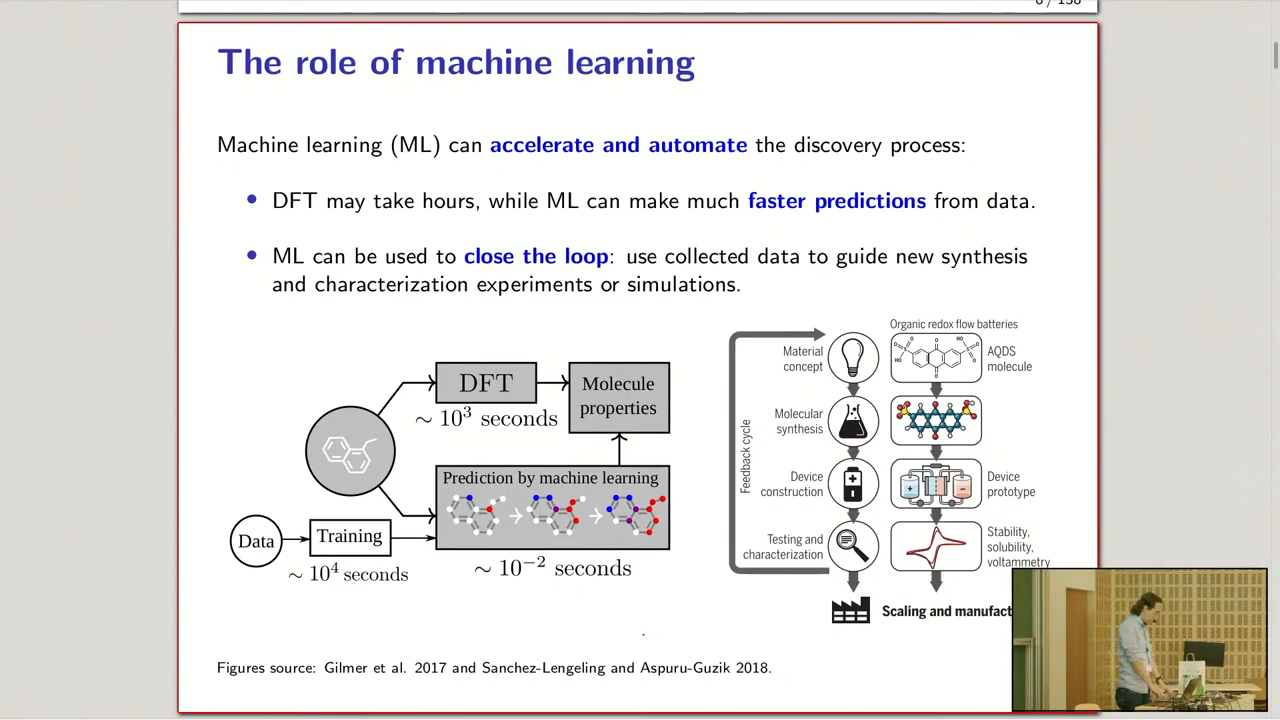 The role of machine learning
Machine learning (ML) can accelerate and automate the discovery process:
• DFT may take hours, while ML can make much faster predictions from data.
• ML can be used to close the loop: use collected data to guide new synthesis
and characterization experiments or simulations.
DFT
∼ 10³ seconds
Molecule
properties
Prediction by machine learning
∼ 10⁻² seconds
Data
Training
∼ 10⁴ seconds
Organic redox flow batteries
Feedback cycle
Material
concept
HO
HO
AQDS
molecule
Molecular
synthesis
Device
construction
+
−
Device
prototype
Testing and
characterization
Stability,
solubility,
voltammetry
Scaling and manufact
Figures source: Gilmer et al. 2017 and Sanchez-Lengeling and Aspuru-Guzik 2018.